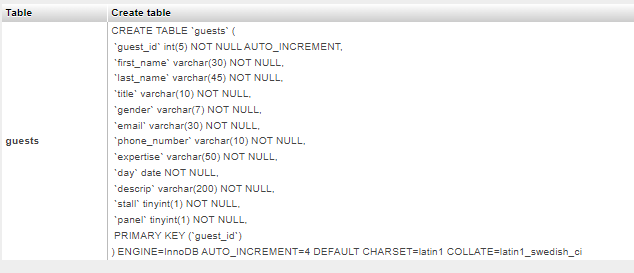 Table Create table
CREATE TABLE `guests` (
`guest_id` int(5) NOT NULL AUTO_INCREMENT,
`first_name` varchar(30) NOT NULL,
`last_name` varchar(45) NOT NULL,
`title` varchar(10) NOT NULL,
`gender` varchar(7) NOT NULL,
`email` varchar(30) NOT NULL,
`phone_number` varchar(10) NOT NULL,
guests `expertise` varchar(50) NOT NULL,
`day` date NOT NULL,
`descrip` varchar(200) NOT NULL,
`stall` tinyint(1) NOT NULL,
`panel` tinyint(1) NOT NULL,
PRIMARY KEY (`guest_id`)
) ENGINE=InnoDB AUTO_INCREMENT=4 DEFAULT CHARSET=latin1 COLLATE=latin1_swedish_ci